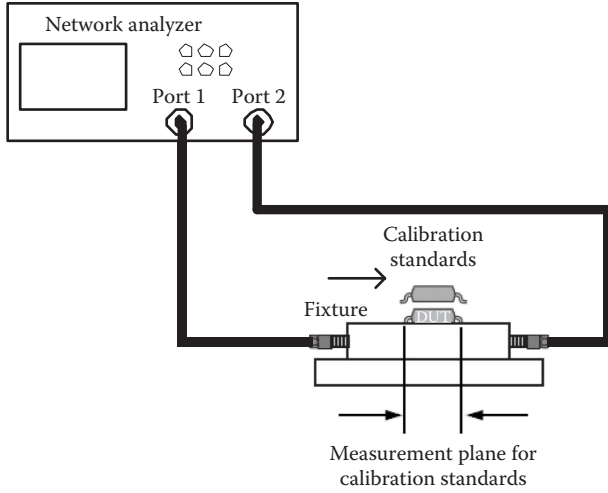 Network analyzer
Port 1
Port 2
Calibration
standards
Fixture
DUT
Measurement plane for
calibration standards